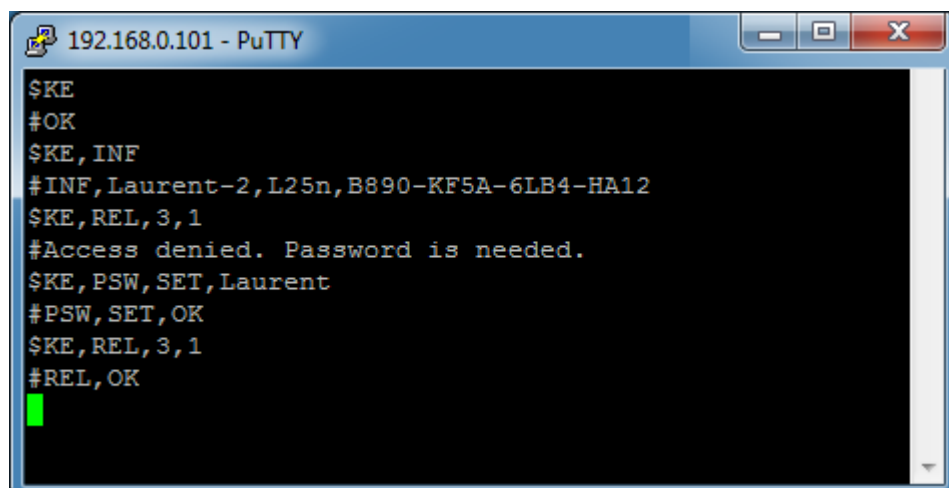 192.168.0.101 - PuTTY
$KE
#OK
$KE,INF
#INF,Laurent-2,L25n,B890-KF5A-6LB4-HA12
$KE,REL,3,1
#Access denied. Password is needed.
$KE,PSW,SET,Laurent
#PSW,SET,OK
$KE,REL,3,1
#REL,OK